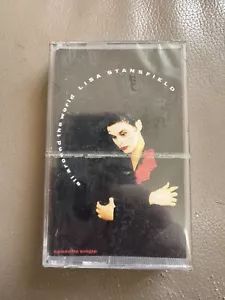 all around the world LISA STANSFIELD
cassette single